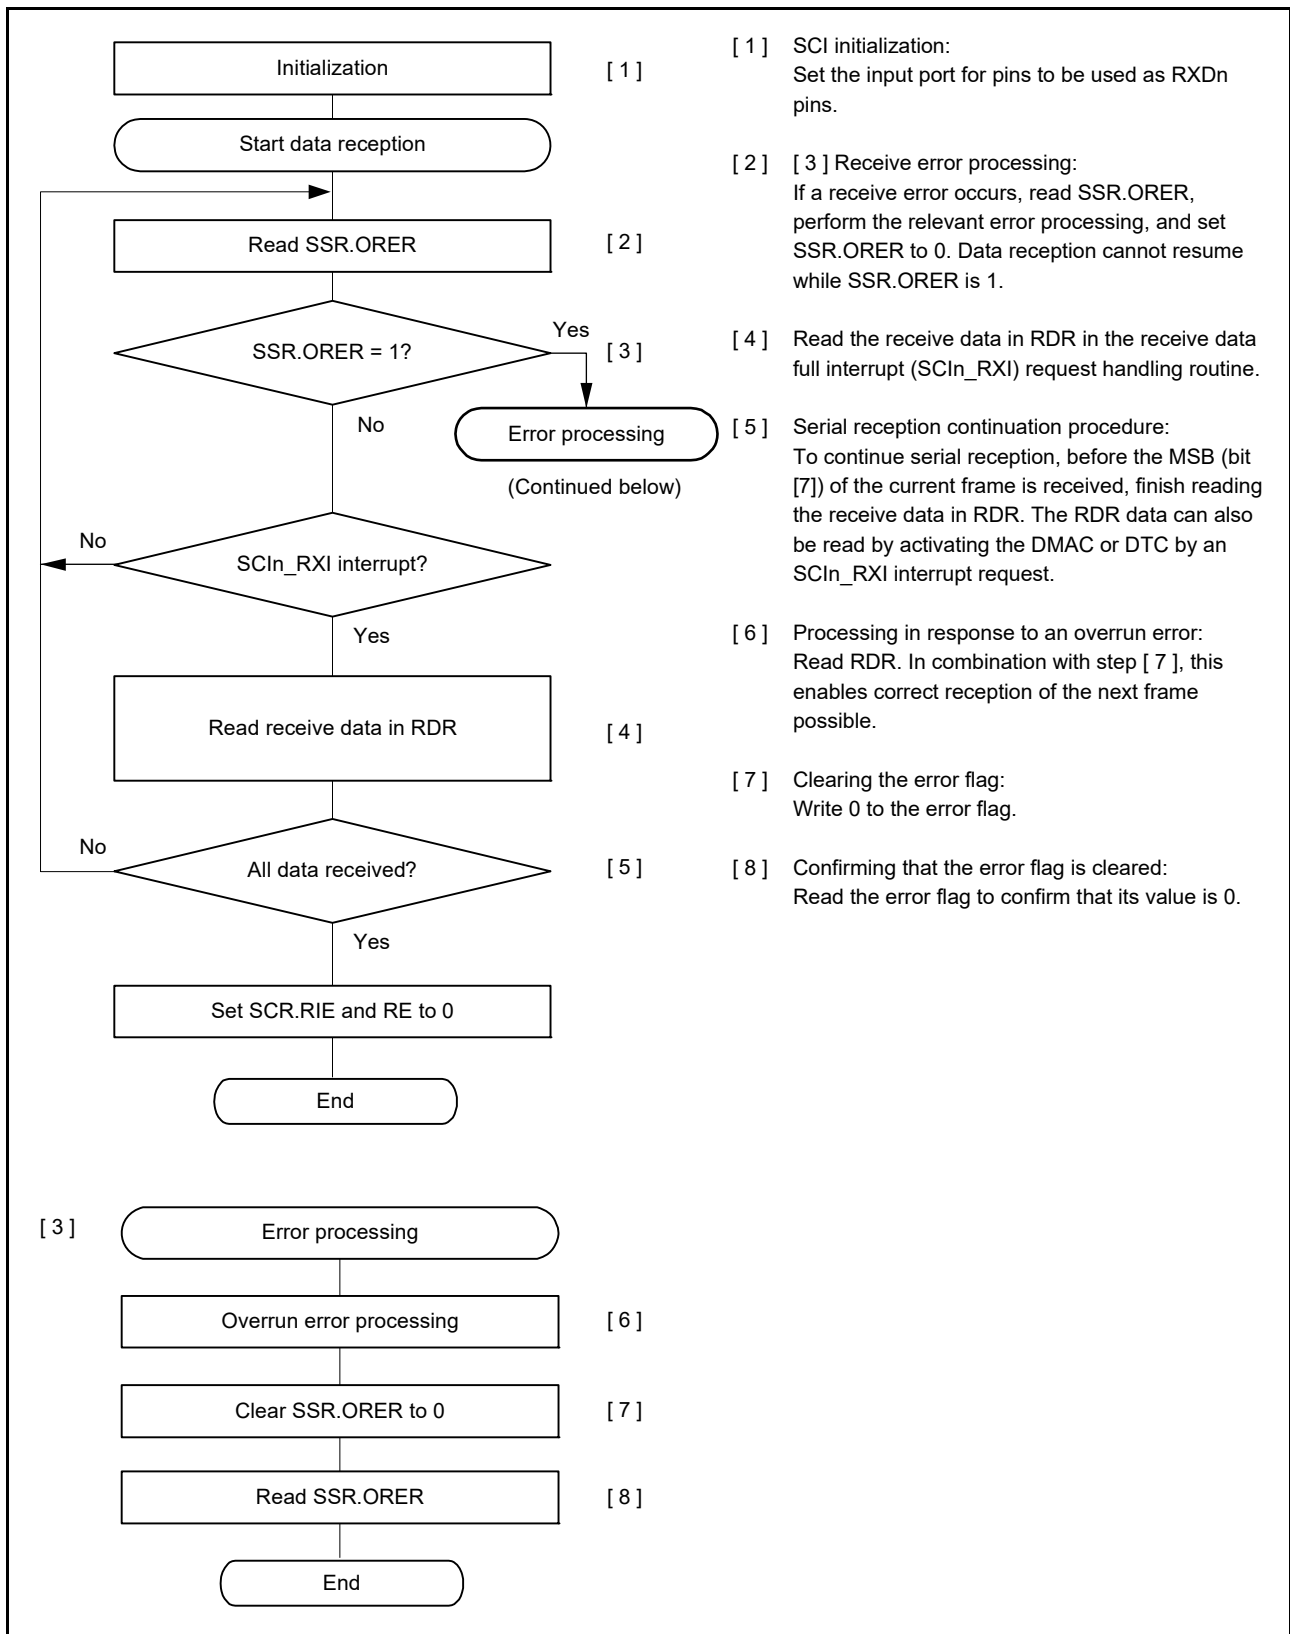 Initialization
[ 1 ]
Start data reception
Read SSR.ORER
[ 2 ]
SSR.ORER = 1?
Yes
[ 3 ]
No
Error processing
(Continued below)
No
SCIn_RXI interrupt?
Yes
Read receive data in RDR
[ 4 ]
No
All data received?
[ 5 ]
Yes
Set SCR.RIE and RE to 0
End
[ 1 ] SCI initialization:
Set the input port for pins to be used as RXDn
pins.
[ 2 ] [ 3 ] Receive error processing:
If a receive error occurs, read SSR.ORER,
perform the relevant error processing, and set
SSR.ORER to 0. Data reception cannot resume
while SSR.ORER is 1.
[ 4 ] Read the receive data in RDR in the receive data
full interrupt (SCIn_RXI) request handling routine.
[ 5 ] Serial reception continuation procedure:
To continue serial reception, before the MSB (bit
[7]) of the current frame is received, finish reading
the receive data in RDR. The RDR data can also
be read by activating the DMAC or DTC by an
SCIn_RXI interrupt request.
[ 6 ] Processing in response to an overrun error:
Read RDR. In combination with step [ 7 ], this
enables correct reception of the next frame
possible.
[ 7 ] Clearing the error flag:
Write 0 to the error flag.
[ 8 ] Confirming that the error flag is cleared:
Read the error flag to confirm that its value is 0.
[ 3 ]
Error processing
Overrun error processing
[ 6 ]
Clear SSR.ORER to 0
[ 7 ]
Read SSR.ORER
[ 8 ]
End